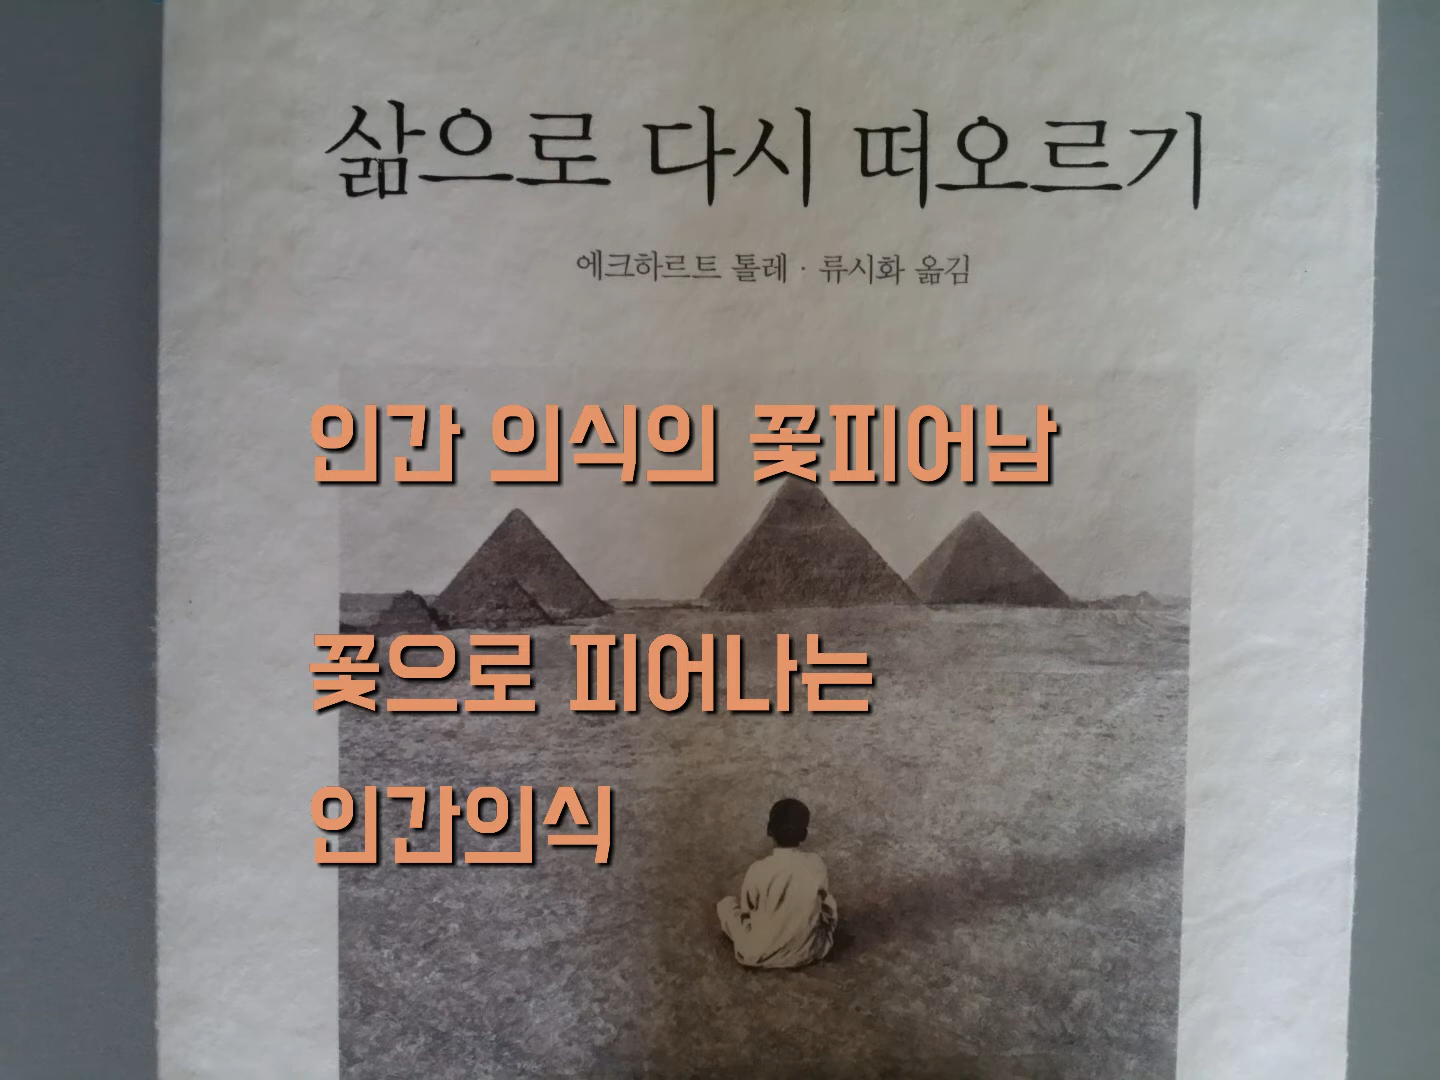 삶으로 다시 떠오르기
에크하르트 톨레 · 류시화 옮김
인간 의식의 꽃피어남
꽃으로 피어나는
인간의식